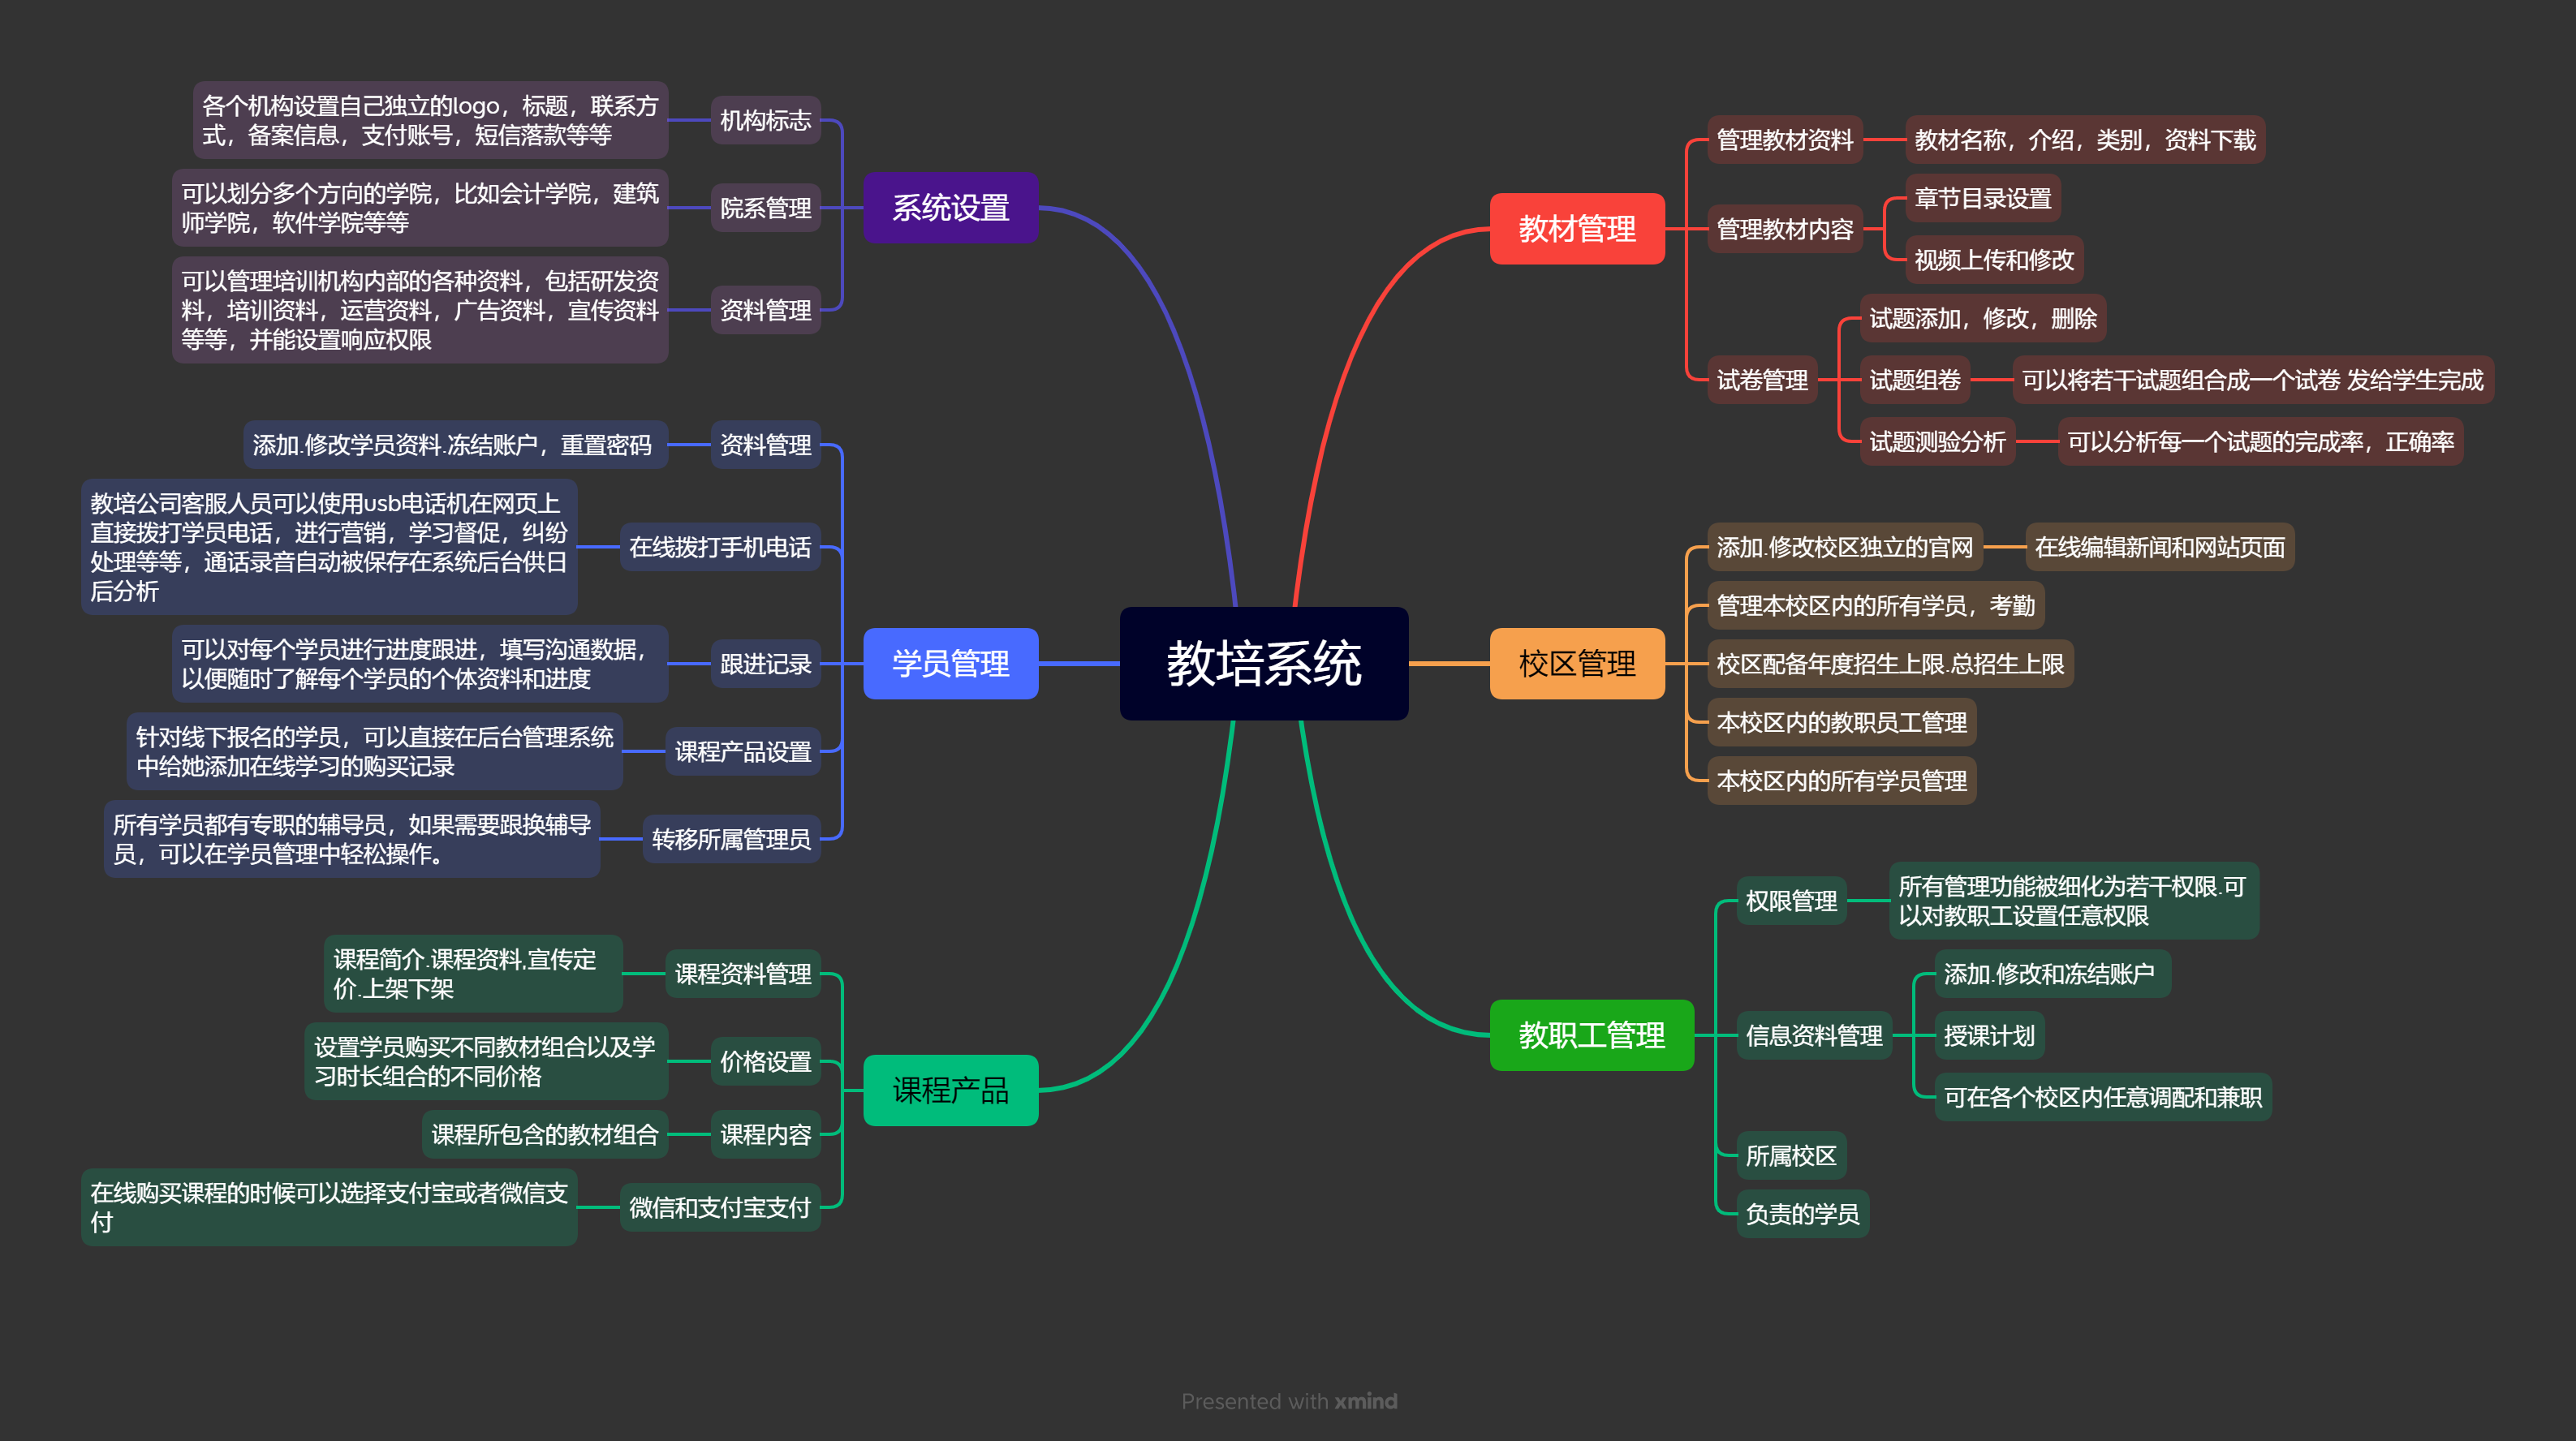 教培系统
教材管理
管理教材资料
教材名称，介绍，类别，资料下载
管理教材内容
章节目录设置
视频上传和修改
试卷管理
试题添加，修改，删除
试题组卷
可以将若干试题组合成一个试卷 发给学生完成
试题测验分析
可以分析每一个试题的完成率，正确率
校区管理
添加.修改校区独立的官网
在线编辑新闻和网站页面
管理本校区内的所有学员，考勤
校区配备年度招生上限.总招生上限
本校区内的教职员工管理
本校区内的所有学员管理
教职工管理
权限管理
所有管理功能被细化为若干权限.可
以对教职工设置任意权限
信息资料管理
添加.修改和冻结账户
授课计划
可在各个校区内任意调配和兼职
所属校区
负责的学员
系统设置
机构标志
各个机构设置自己独立的logo，标题，联系方
式，备案信息，支付账号，短信落款等等
院系管理
可以划分多个方向的学院，比如会计学院，建筑
师学院，软件学院等等
资料管理
可以管理培训机构内部的各种资料，包括研发资
料，培训资料，运营资料，广告资料，宣传资料
等等，并能设置响应权限
学员管理
资料管理
添加.修改学员资料.冻结账户，重置密码
在线拨打手机电话
教培公司客服人员可以使用usb电话机在网页上
直接拨打学员电话，进行营销，学习督促，纠纷
处理等等，通话录音自动被保存在系统后台供日
后分析
跟进记录
可以对每个学员进行进度跟进，填写沟通数据，
以便随时了解每个学员的个体资料和进度
课程产品设置
针对线下报名的学员，可以直接在后台管理系统
中给她添加在线学习的购买记录
转移所属管理员
所有学员都有专职的辅导员，如果需要跟换辅导
员，可以在学员管理中轻松操作。
课程产品
课程资料管理
课程简介.课程资料,宣传定
价.上架下架
价格设置
设置学员购买不同教材组合以及学
习时长组合的不同价格
课程内容
课程所包含的教材组合
微信和支付宝支付
在线购买课程的时候可以选择支付宝或者微信支
付
Presented with xmind